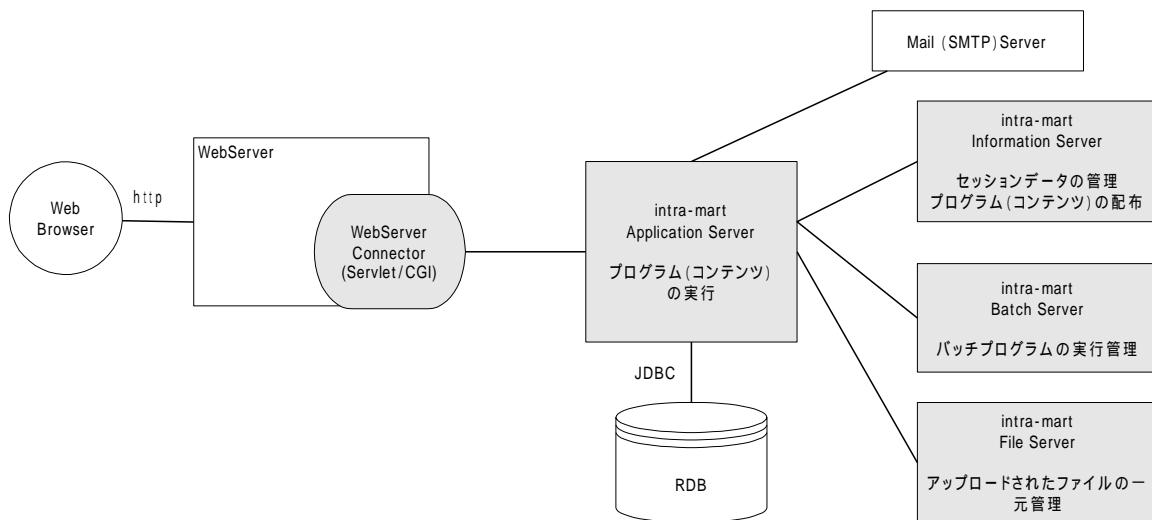 Mail (SMTP) Server
intra-mart
Information Server
セッションデータの管理
プログラム(コンテンツ)の配布
WebServer
http
Web
Browser
WebServer
Connector
(Servlet/CGI)
intra-mart
Application Server
プログラム(コンテンツ)
の実行
intra-mart
Batch Server
バッチプログラムの実行管理
JDBC
RDB
intra-mart
File Server
アップロードされたファイルの一
元管理